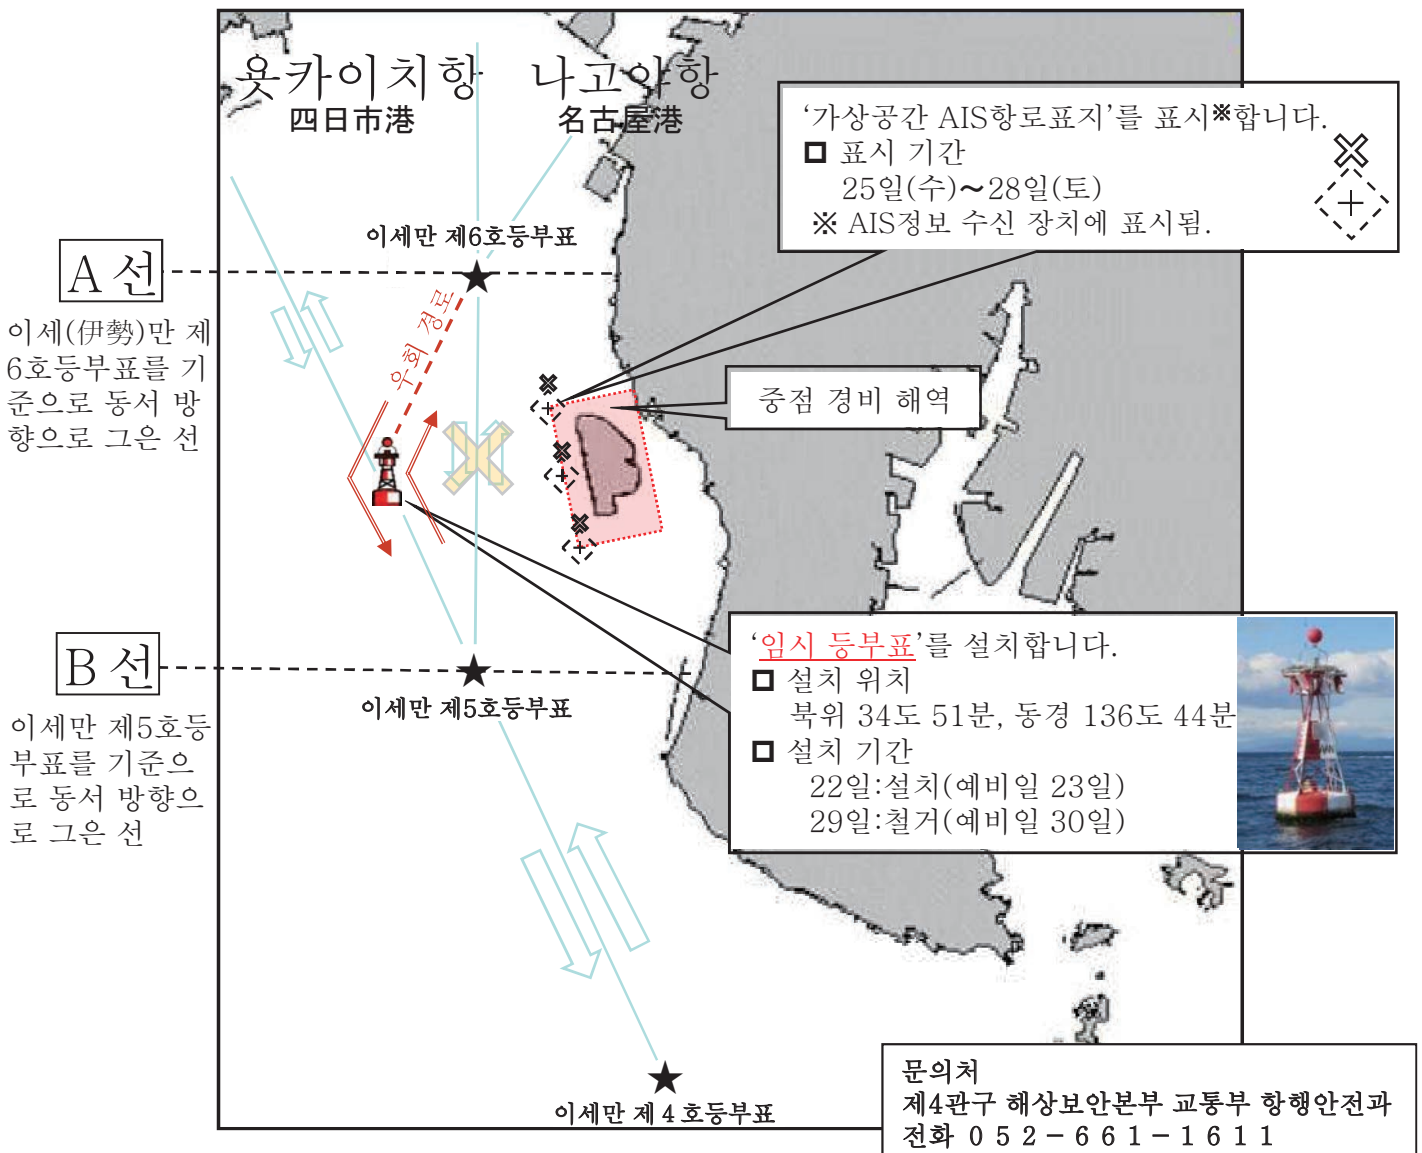 욧카이치항
四日市港
나고야항
名古屋港
'가상공간 AIS항로표지'를 표시※합니다.
표시 기간
25일(수)~28일(토)
※ AIS정보 수신 장치에 표시됨.
이세만 제6호등부표
A 선
이세(伊勢)만 제
6호등부표를 기
준으로 동서 방
향으로 그은 선
우회 경로
중점 경비 해역
B 선
이세만 제5호등
부표를 기준으
로 동서 방향으
로 그은 선
이세만 제5호등부표
'임시 등부표'를 설치합니다.
설치 위치
북위 34도 51분, 동경 136도 44분
설치 기간
22일:설치(예비일 23일)
29일:철거(예비일 30일)
이세만 제４호등부표
문의처
제4관구 해상보안본부 교통부 항행안전과
전화 ０５２－６６１－１６１１